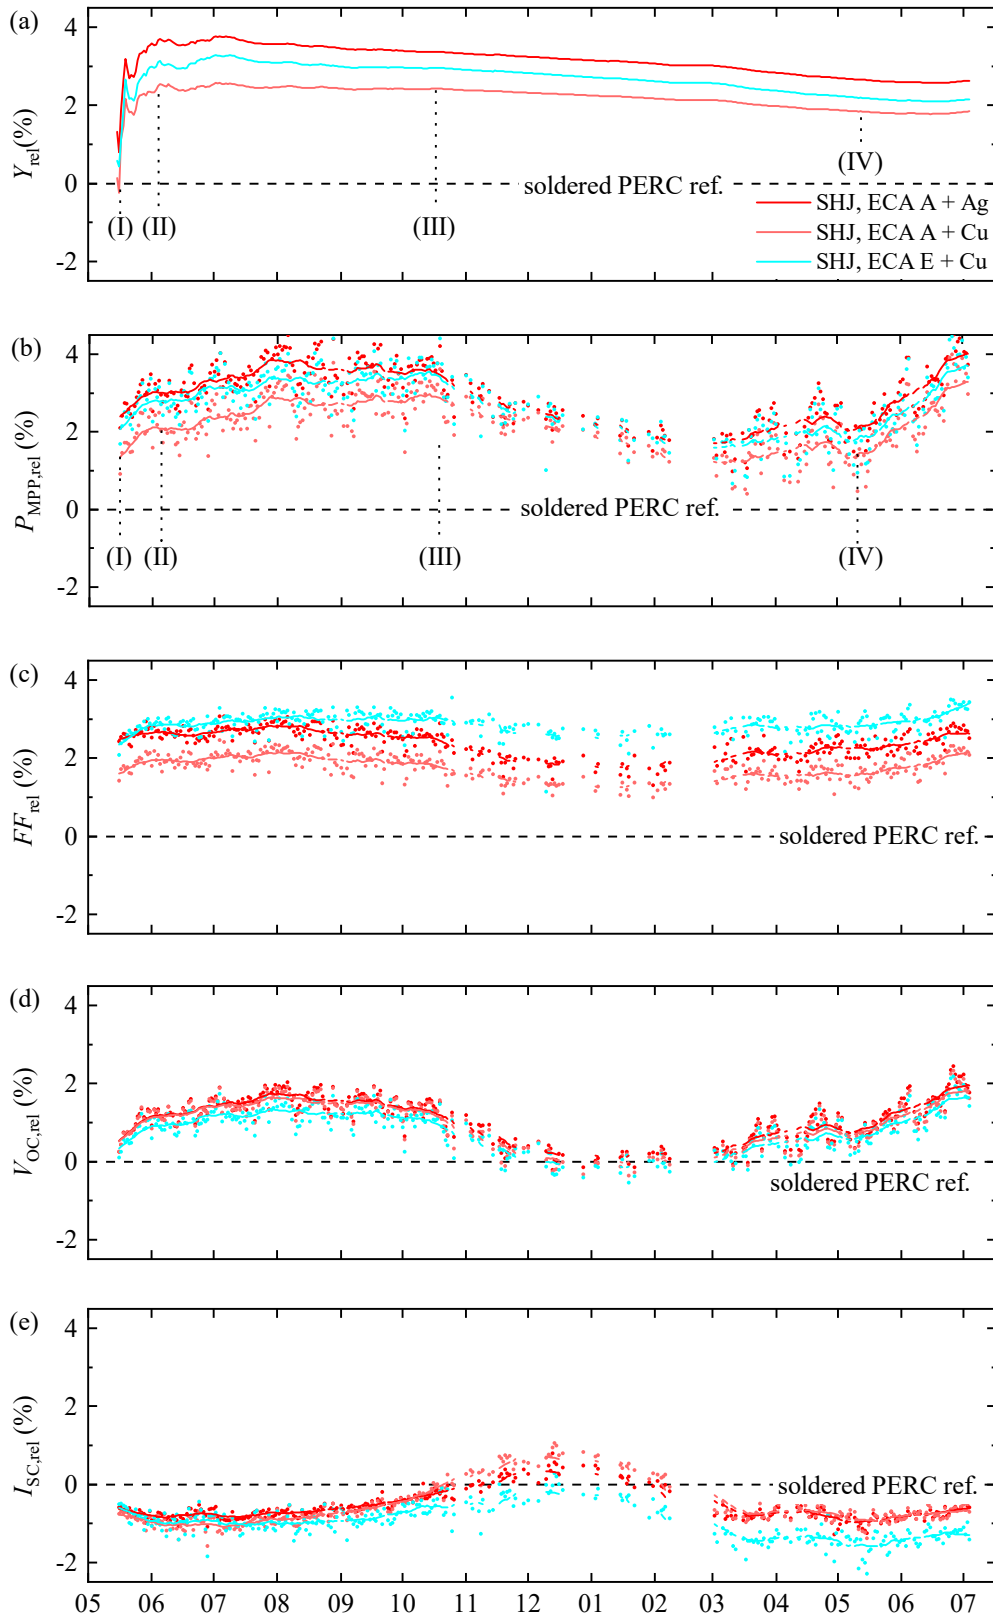 (a)
4
2
0
-2
Y_rel(%)
soldered PERC ref.
(I)
(II)
(III)
(IV)
SHJ, ECA A + Ag
SHJ, ECA A + Cu
SHJ, ECA E + Cu
(b)
4
2
0
-2
P_MPP,rel (%)
soldered PERC ref.
(I)
(II)
(III)
(IV)
(c)
4
2
0
-2
FF_rel (%)
soldered PERC ref.
(d)
4
2
0
-2
V_OC,rel (%)
soldered PERC ref.
(e)
4
2
0
-2
I_SC,rel (%)
soldered PERC ref.
05 06 07 08 09 10 11 12 01 02 03 04 05 06 07